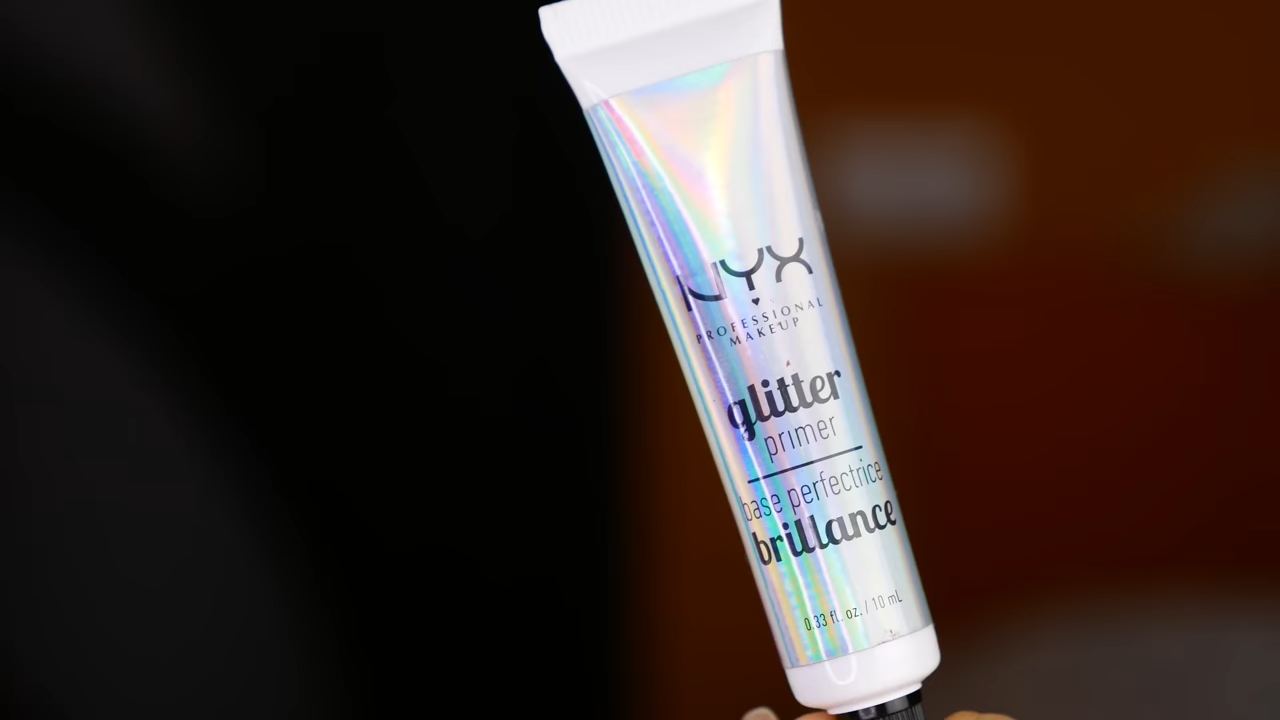 NYX
PROFESSIONAL
MAKEUP
glitter
primer
base perfectrice
brillance
0.33 fl. oz. / 10 mL